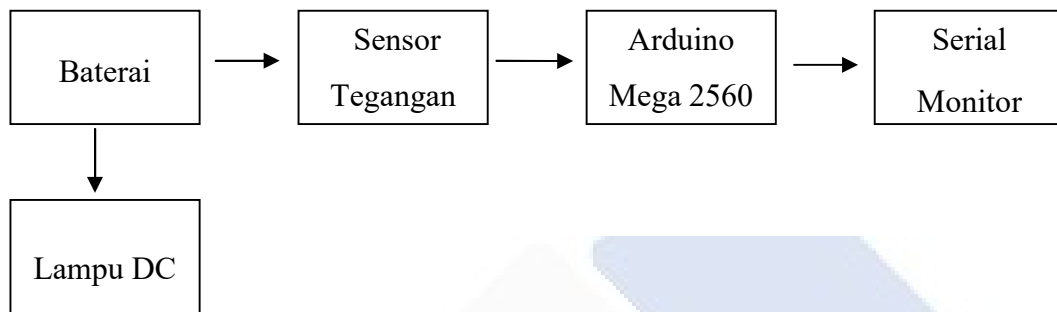 Baterai
Sensor
Tegangan
Arduino
Mega 2560
Serial
Monitor
Lampu DC